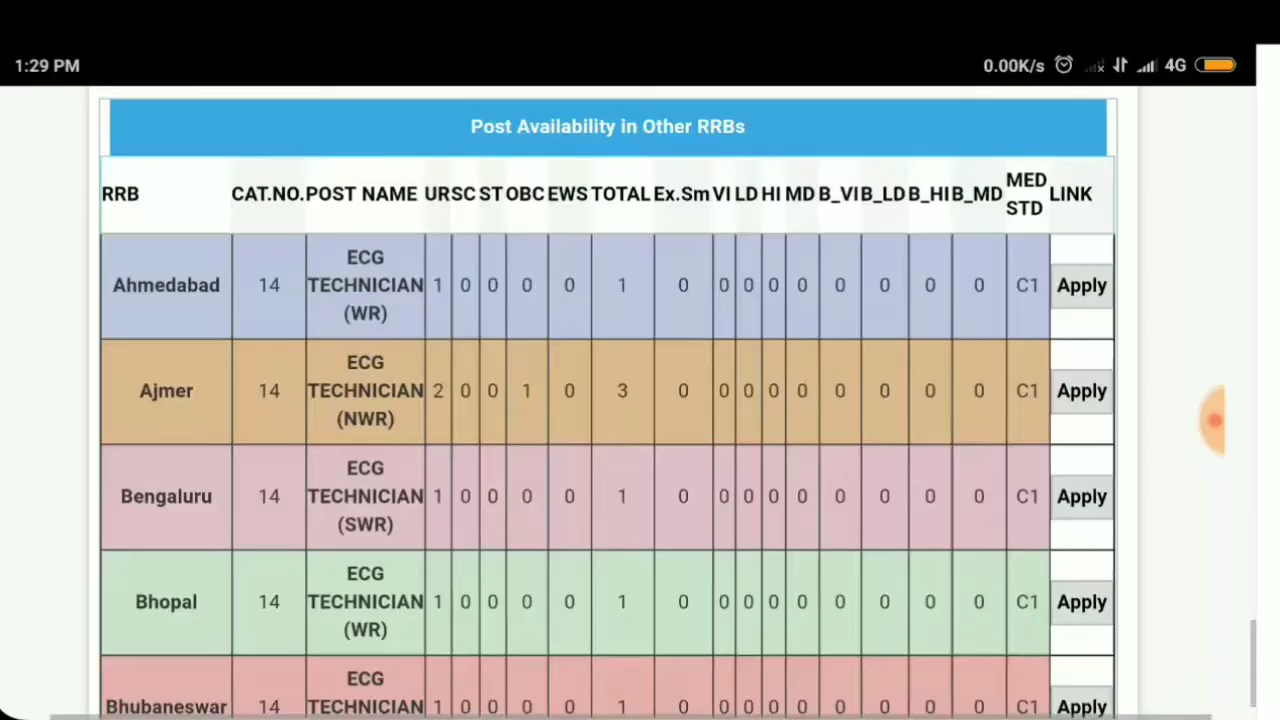 1:29 PM 0.00K/s 4G
Post Availability in Other RRBs
RRB CAT.NO. POST NAME UR SC ST OBC EWS TOTAL Ex.Sm VI LD HI MD B_VI B_LD B_HI B_MD MED STD LINK
Ahmedabad 14 ECG TECHNICIAN (WR) 1 0 0 0 0 1 0 0 0 0 0 0 0 0 0 C1 Apply
Ajmer 14 ECG TECHNICIAN (NWR) 2 0 0 1 0 3 0 0 0 0 0 0 0 0 0 C1 Apply
Bengaluru 14 ECG TECHNICIAN (SWR) 1 0 0 0 0 1 0 0 0 0 0 0 0 0 0 C1 Apply
Bhopal 14 ECG TECHNICIAN (WR) 1 0 0 0 0 1 0 0 0 0 0 0 0 0 0 C1 Apply
Bhubaneswar 14 ECG TECHNICIAN 1 0 0 0 0 1 0 0 0 0 0 0 0 0 0 C1 Apply